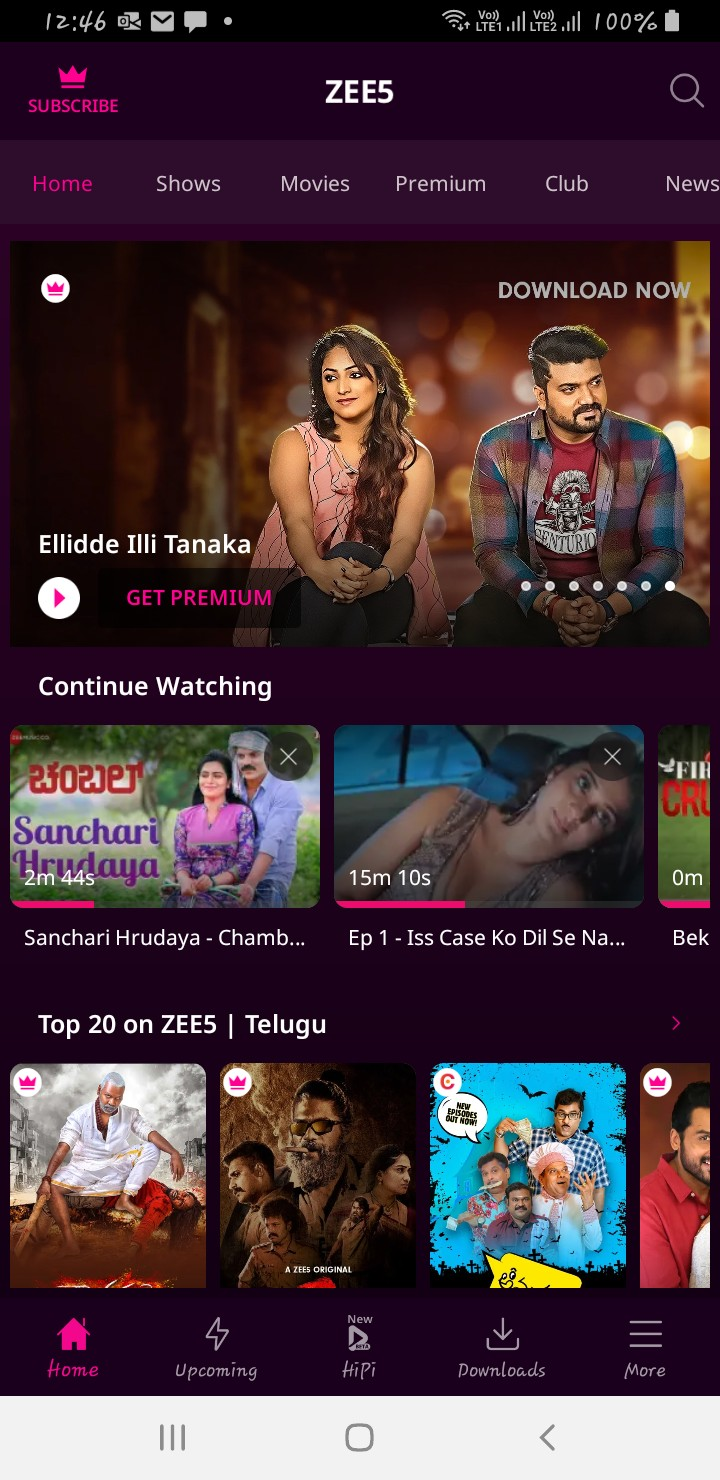 12:46
Vo)) LTE1
Vo)) LTE2
100%
SUBSCRIBE
ZEE5
Home
Shows
Movies
Premium
Club
News
DOWNLOAD NOW
Ellidde Illi Tanaka
GET PREMIUM
Continue Watching
ಚಂಬಲ್
Sanchari
Hrudaya
2m 44s
15m 10s
0m
Sanchari Hrudaya - Chamb...
Ep 1 - Iss Case Ko Dil Se Na...
Bek
Top 20 on ZEE5 | Telugu
NEW
EPISODES
OUT NOW!
A ZEE5 ORIGINAL
New
BETA
Home
Upcoming
HiPi
Downloads
More